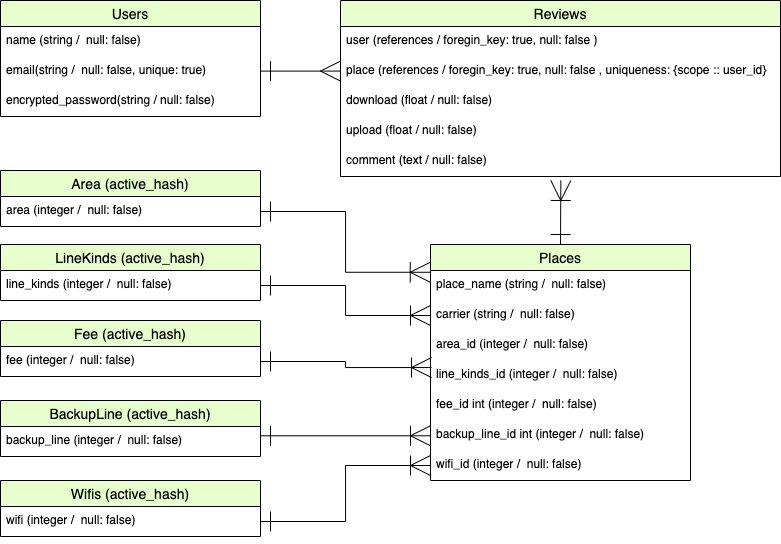 Users
name (string / null: false)
email(string / null: false, unique: true)
encrypted_password(string / null: false)
Reviews
user (references / foregin_key: true, null: false )
place (references / foregin_key: true, null: false , uniqueness: {scope :: user_id}
download (float / null: false)
upload (float / null: false)
comment (text / null: false)
Area (active_hash)
area (integer / null: false)
LineKinds (active_hash)
line_kinds (integer / null: false)
Fee (active_hash)
fee (integer / null: false)
BackupLine (active_hash)
backup_line (integer / null: false)
Wifis (active_hash)
wifi (integer / null: false)
Places
place_name (string / null: false)
carrier (string / null: false)
area_id (integer / null: false)
line_kinds_id (integer / null: false)
fee_id int (integer / null: false)
backup_line_id int (integer / null: false)
wifi_id (integer / null: false)